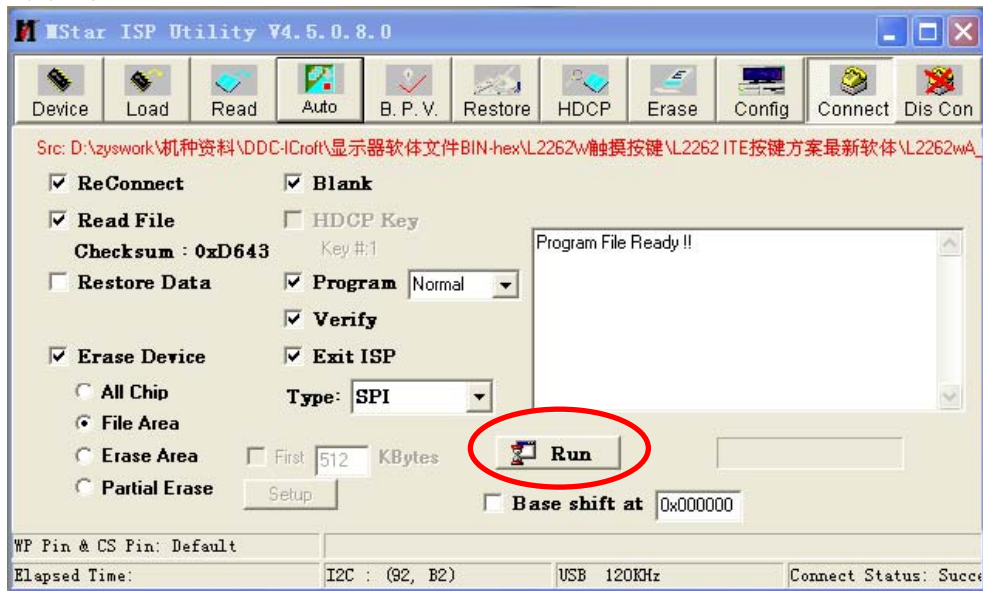 MStar ISP Utility V4.5.0.8.0
Device Load Read Auto B.P.V. Restore HDCP Erase Config Connect Dis Con
Src: D:\zyswork\机种资料\DDC-ICroft\显示器软体文件BIN-hex\L2262W触摸按键\L2262 ITE按键方案最新软体\L2262wA_
ReConnect Blank
Read File HDCP Key
Checksum : 0xD643 Key #:1
Program File Ready !!
Restore Data Program Normal
Verify
Erase Device Exit ISP
All Chip Type: SPI
File Area
Erase Area First 512 KBytes Run
Partial Erase Setup Base shift at 0x000000
WP Pin & CS Pin: Default
Elapsed Time: I2C : (92, B2) USB 120KHz Connect Status: Succe